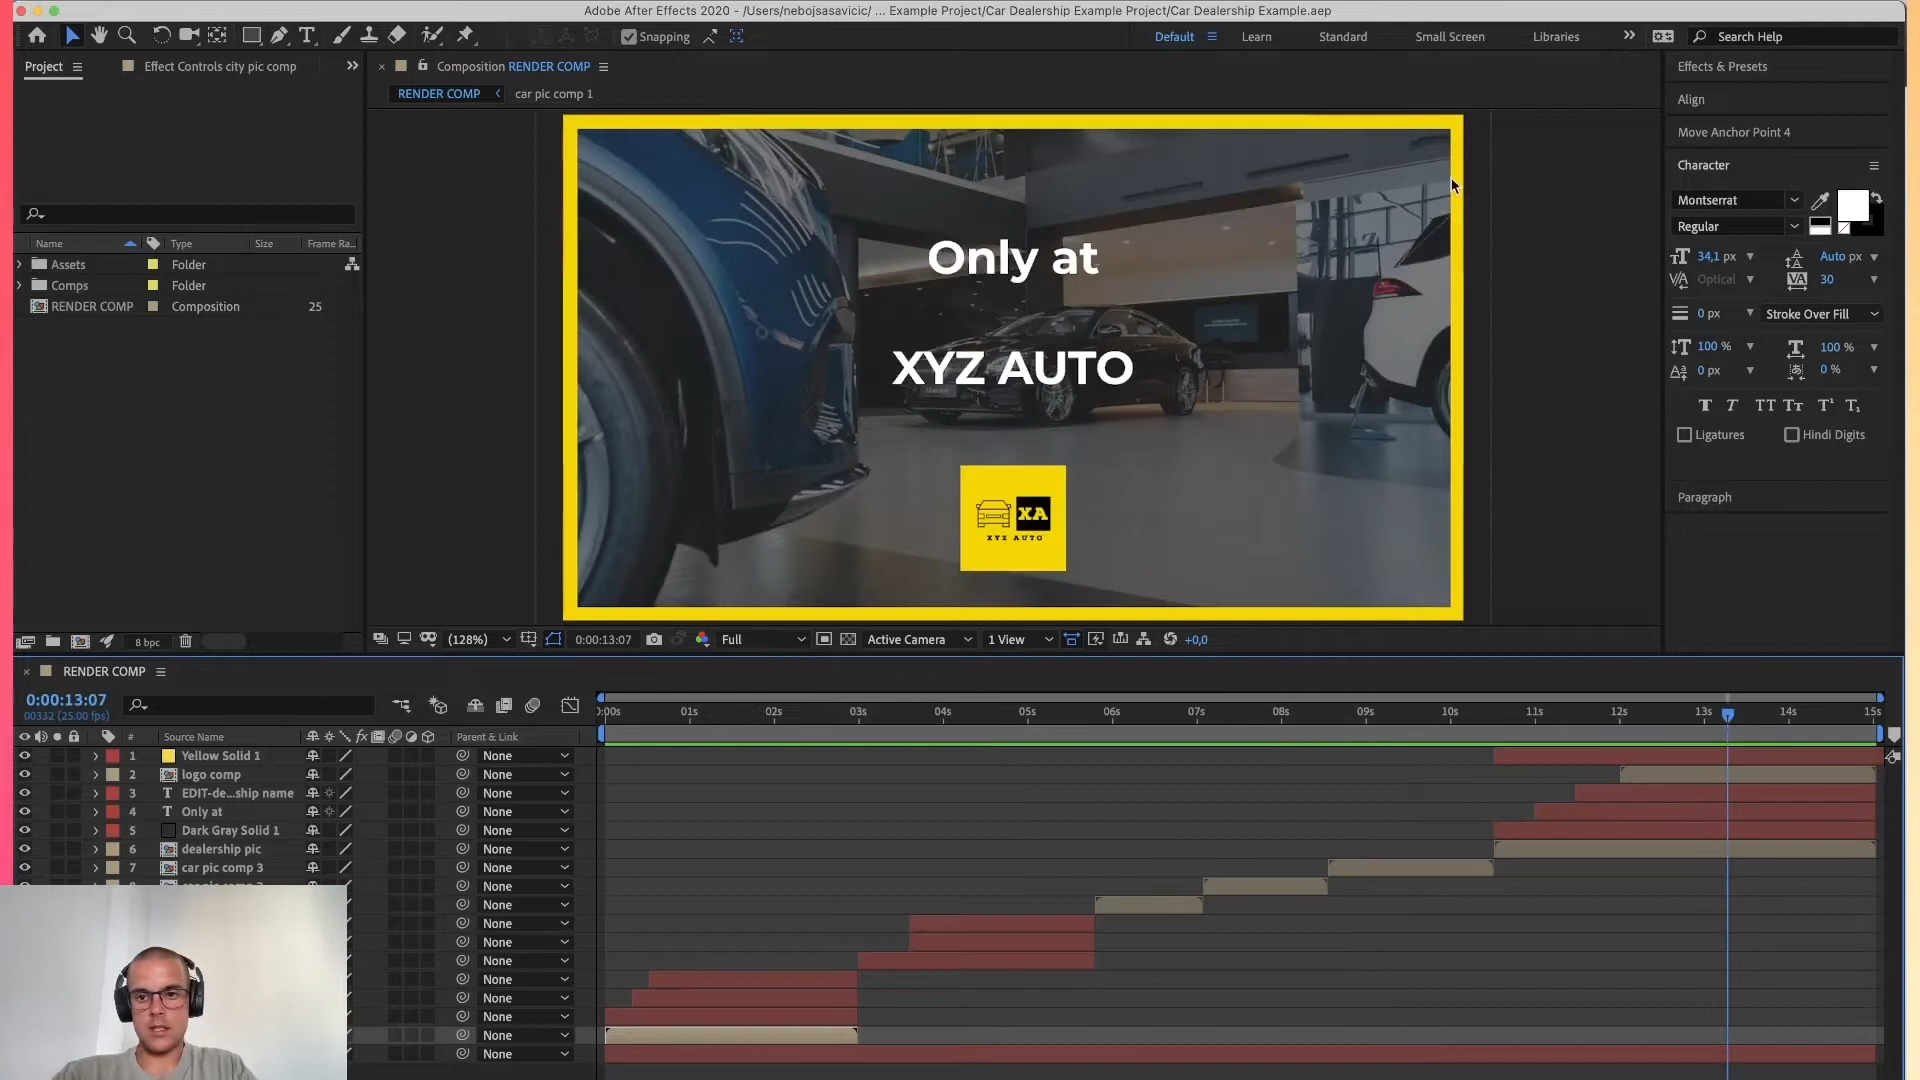 Adobe After Effects 2020 - /Users/nebojsasavicic/ ... Example Project/Car Dealership Example Project/Car Dealership Example.aep
Snapping
Default
Learn
Standard
Small Screen
Libraries
Search Help
Project
Effect Controls city pic comp
Composition RENDER COMP
RENDER COMP
car pic comp 1
Name
Type
Size
Frame Ra...
Assets
Folder
Comps
Folder
RENDER COMP
Composition
25
8 bpc
Only at
XYZ AUTO
XA
XYZ AUTO
(128%)
0:00:13:07
Full
Active Camera
1 View
+0,0
Effects & Presets
Align
Move Anchor Point 4
Character
Montserrat
Regular
34,1 px
Auto px
Optical
30
0 px
Stroke Over Fill
100 %
100 %
0 px
0 %
T T TT Tт T¹ T₁
Ligatures
Hindi Digits
Paragraph
RENDER COMP
0:00:13:07
00332 (25.00 fps)
# Source Name
Parent & Link
):00s 01s 02s 03s 04s 05s 06s 07s 08s 09s 10s 11s 12s 13s 14s 15s
1 Yellow Solid 1 None
2 logo comp None
3 T EDIT-de...ship name None
4 T Only at None
5 Dark Gray Solid 1 None
6 dealership pic None
7 car pic comp 3 None
None
None
None
None
None
None
None
None
None
None